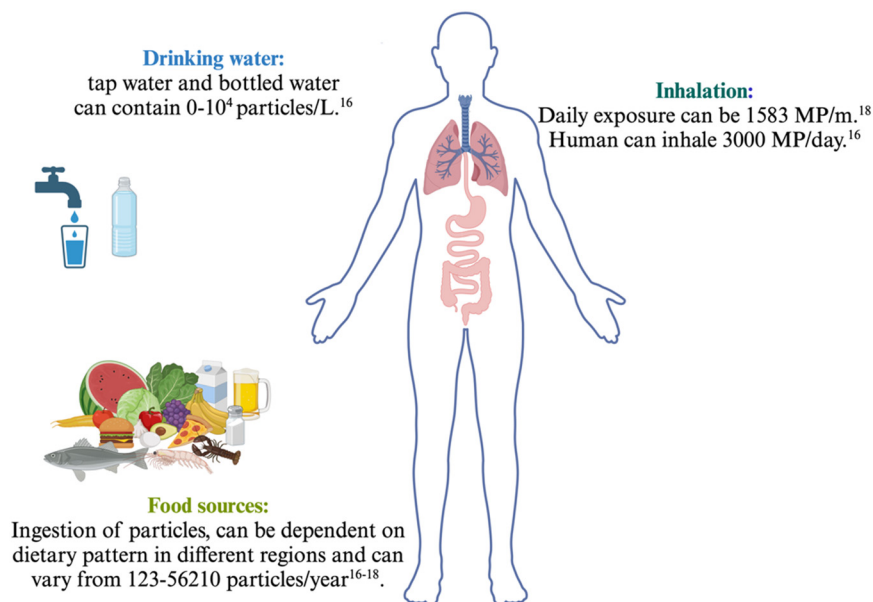 Drinking water:
tap water and bottled water
can contain 0-10⁴ particles/L.¹⁶
Inhalation:
Daily exposure can be 1583 MP/m.¹⁸
Human can inhale 3000 MP/day.¹⁶
Food sources:
Ingestion of particles, can be dependent on
dietary pattern in different regions and can
vary from 123-56210 particles/year¹⁶⁻¹⁸.